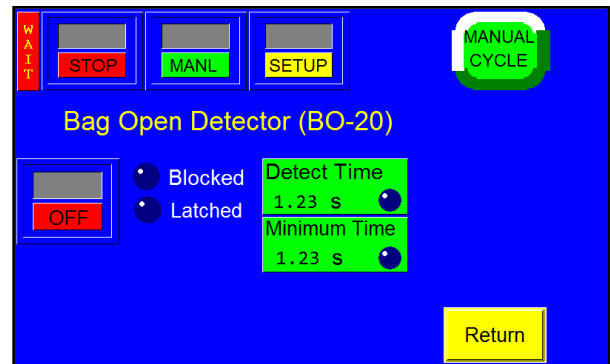 WAIT
STOP
MANL
SETUP
MANUAL
CYCLE
Bag Open Detector (BO-20)
OFF
Blocked
Latched
Detect Time
1.23 s
Minimum Time
1.23 s
Return